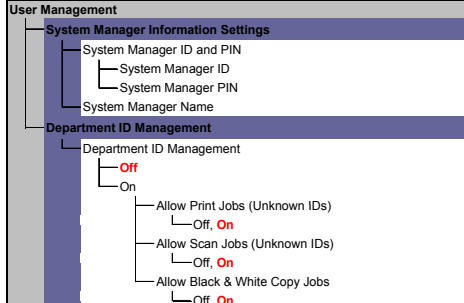 User Management
System Manager Information Settings
System Manager ID and PIN
System Manager ID
System Manager PIN
System Manager Name
Department ID Management
Department ID Management
Off
On
Allow Print Jobs (Unknown IDs)
Off, On
Allow Scan Jobs (Unknown IDs)
Off, On
Allow Black & White Copy Jobs
Off, On